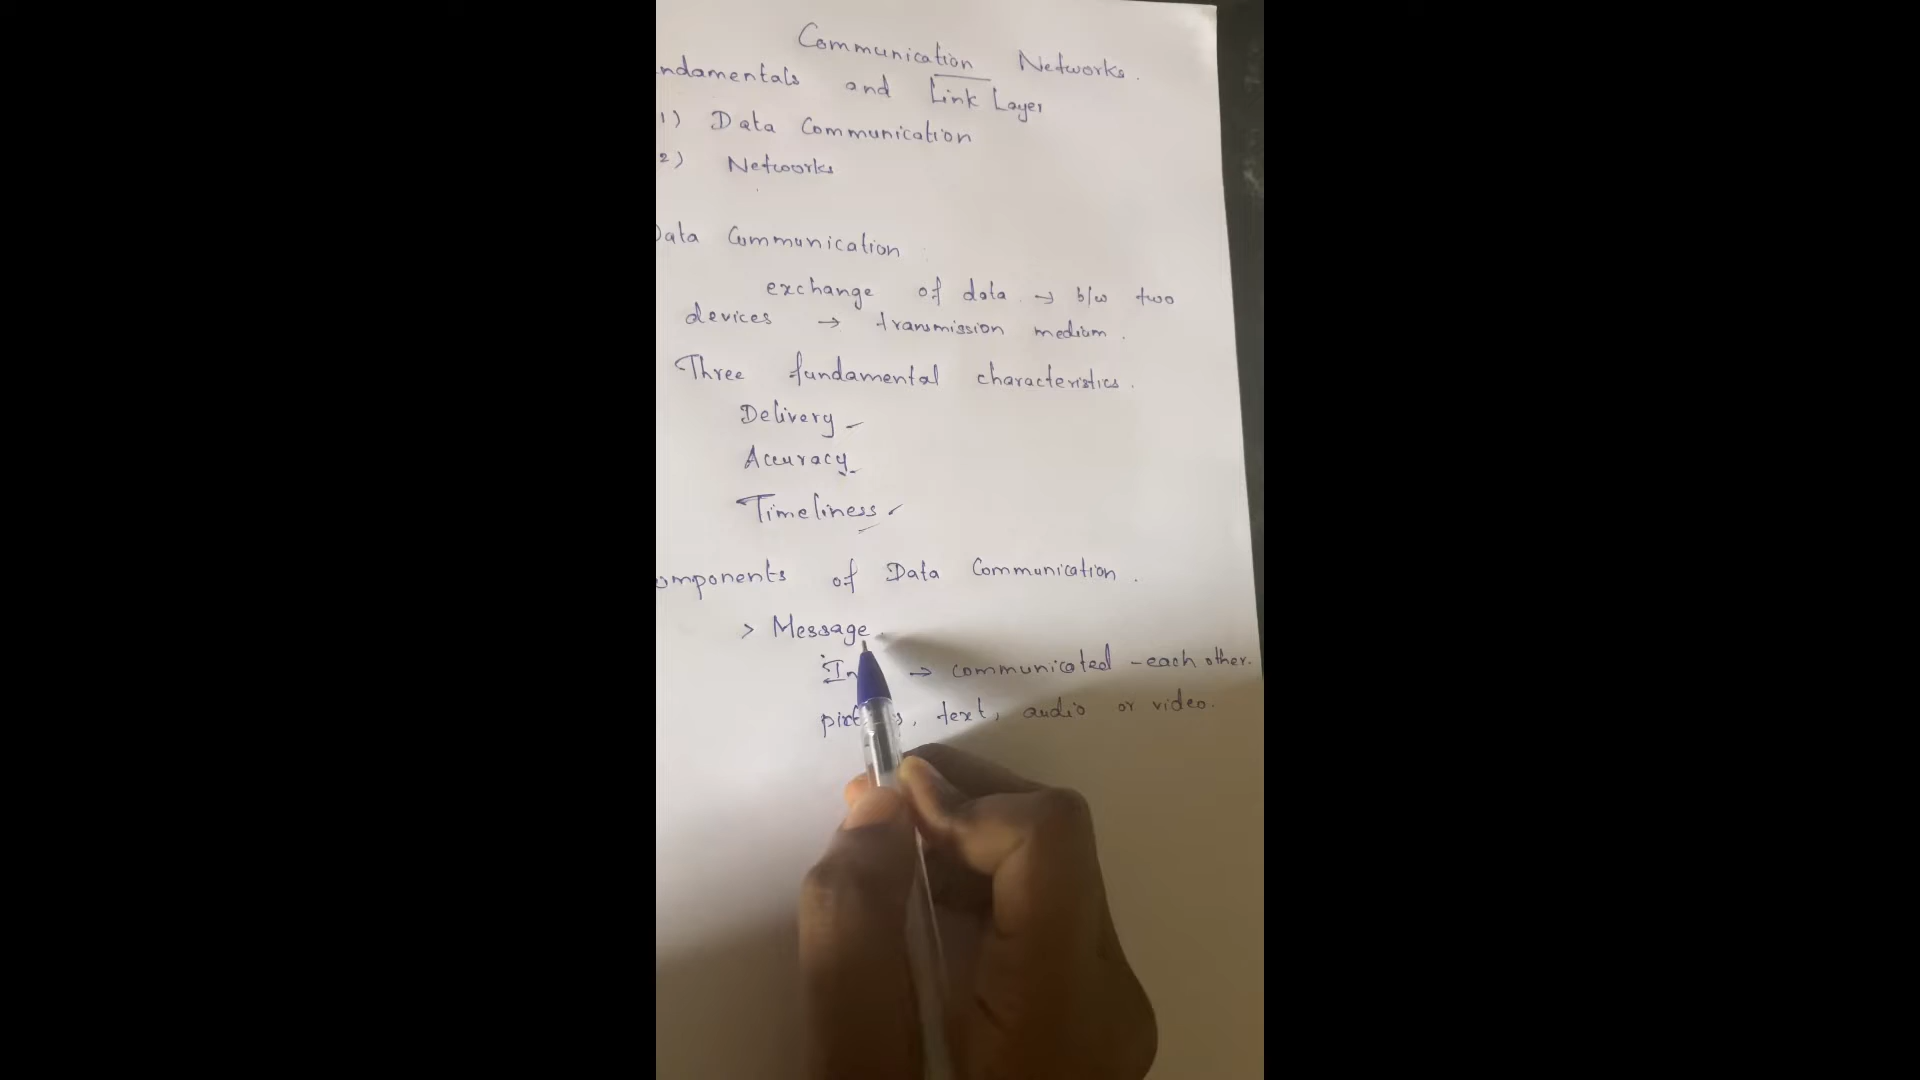 Communication Networks.
ndamentals and Link Layer
1) Data Communication
2) Networks
Data Communication
exchange of data → b/w two
devices → transmission medium.
Three fundamental characteristics.
Delivery
Accuracy
Timeliness
omponents of Data Communication.
> Message.
→ communicated - each other.
text, audio or video.